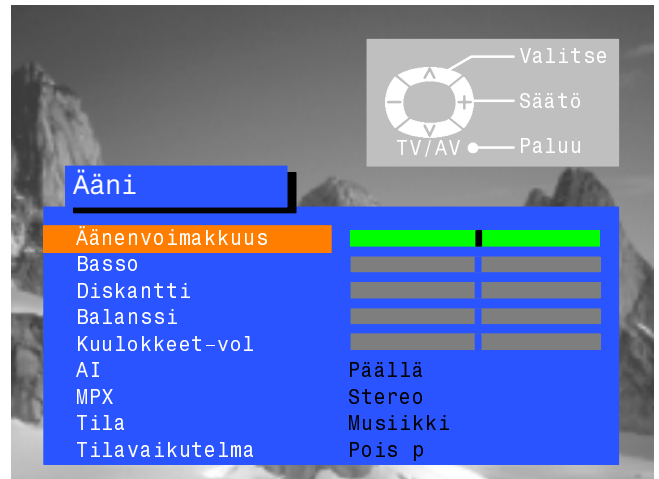 Valitse
Säätö
TV/AV Paluu
Ääni
Äänenvoimakkuus
Basso
Diskantti
Balanssi
Kuulokkeet-vol
AI Päällä
MPX Stereo
Tila Musiikki
Tilavaikutelma Pois p